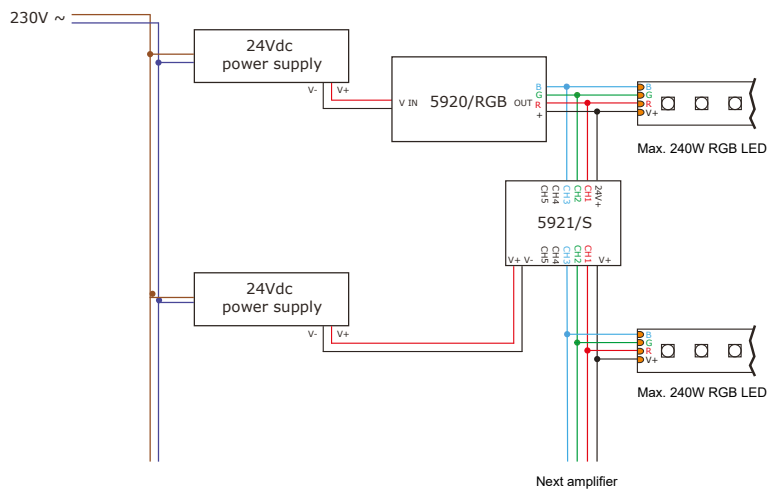 230V ~
24Vdc
power supply
V- V+
V IN
5920/RGB
OUT
B
G
R
+
B
G
R
V+
Max. 240W RGB LED
CH5
CH4
CH3
CH2
CH1
24V+
5921/S
V+ V-
CH5
CH4
CH3
CH2
CH1
V+
24Vdc
power supply
V- V+
B
G
R
V+
Max. 240W RGB LED
Next amplifier